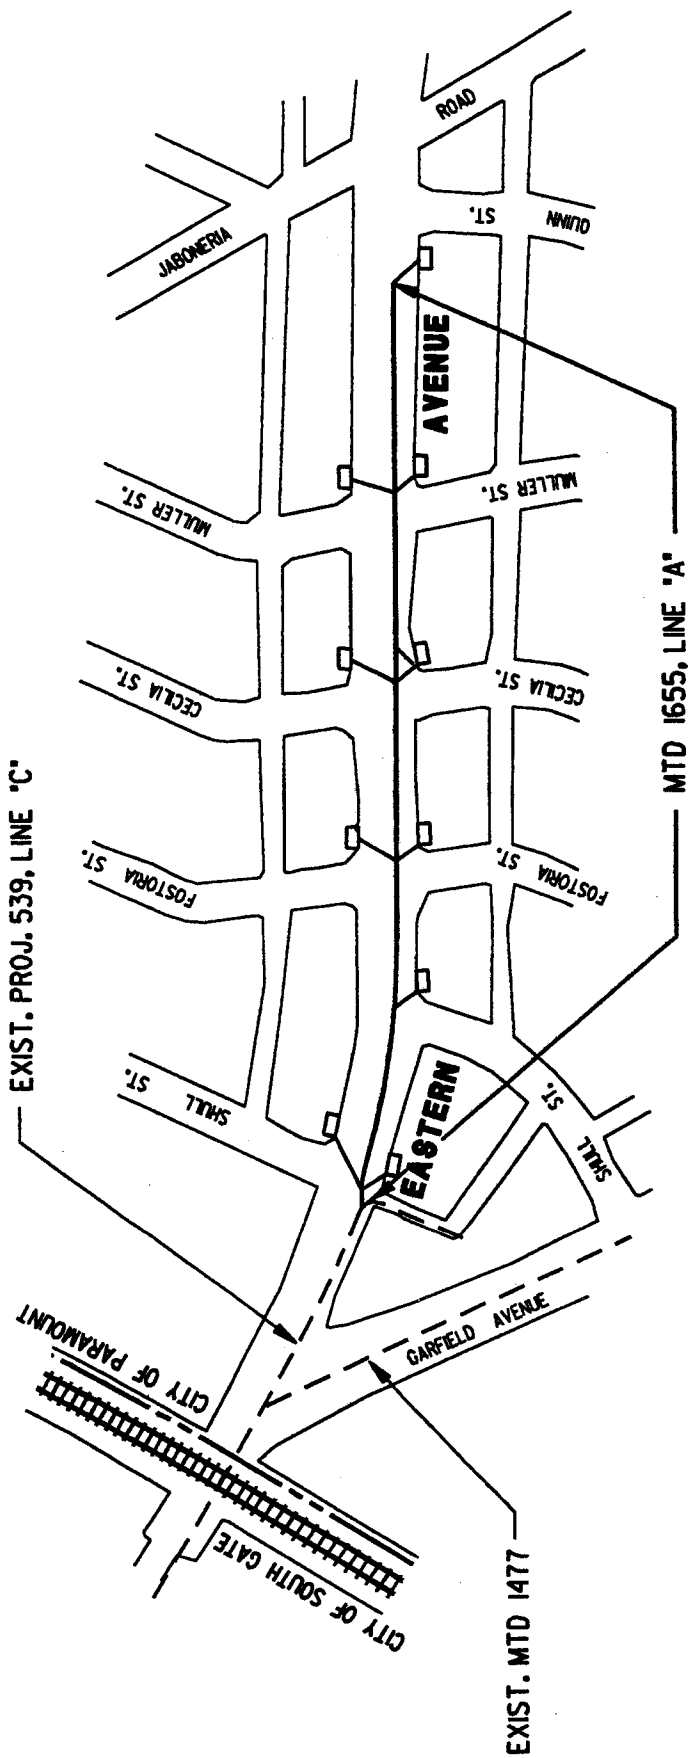 ROAD
JABONERIA
QUINN
ST.
AVENUE
MULLER ST.
MULLER ST.
CECILIA ST.
CECILIA ST.
FOSTORIA ST.
FOSTORIA ST.
MTD 1655, LINE "A"
EXIST. PROJ. 539, LINE "C"
SHULL ST.
EASTERN
SHULL ST.
GARFIELD AVENUE
CITY OF PARAMOUNT
CITY OF SOUTH GATE
EXIST. MTD 1477